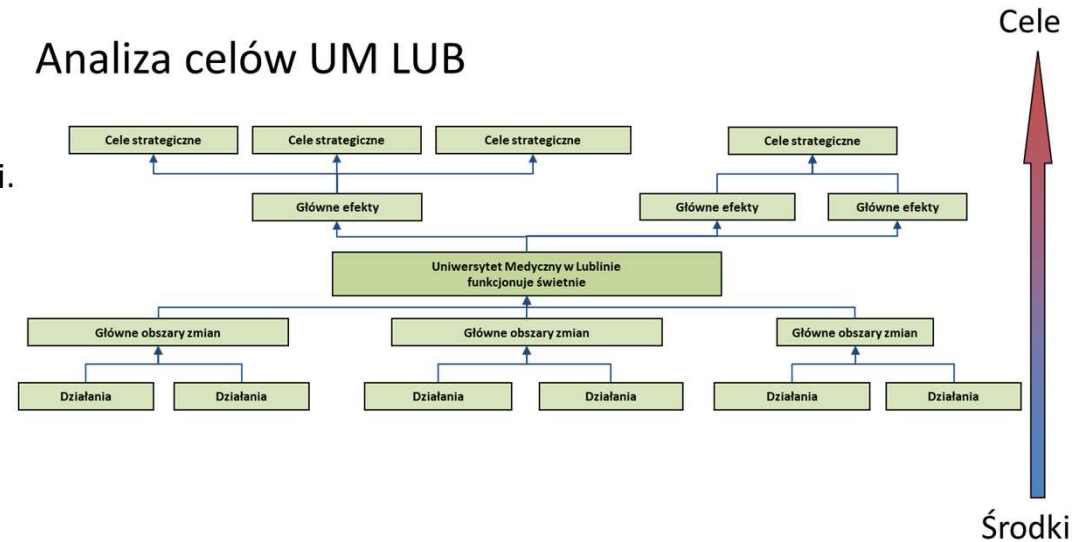 Cele
Analiza celów UM LUB
Cele strategiczne Cele strategiczne Cele strategiczne Cele strategiczne
i.
Główne efekty Główne efekty Główne efekty
Uniwersytet Medyczny w Lublinie
funkcjonuje świetnie
Główne obszary zmian Główne obszary zmian Główne obszary zmian
Działania Działania Działania Działania Działania Działania
Środki